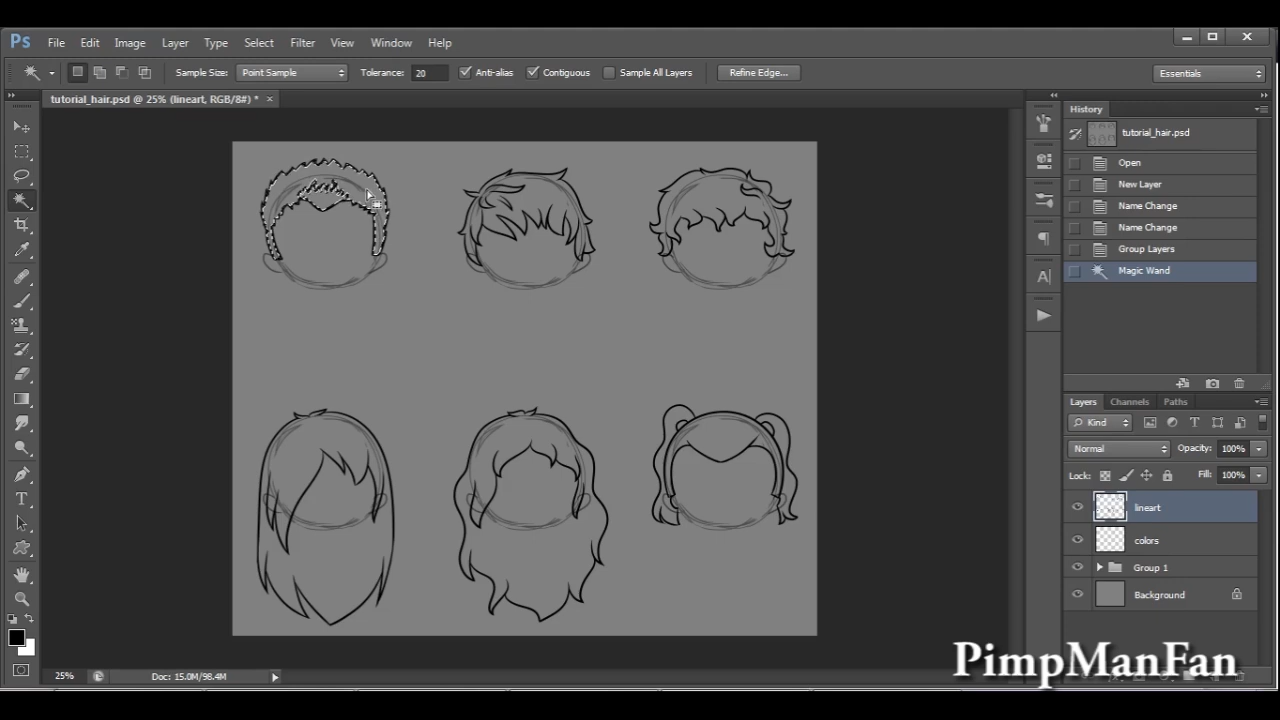 Ps File Edit Image Layer Type Select Filter View Window Help
Sample Size: Point Sample Tolerance: 20 Anti-alias Contiguous Sample All Layers Refine Edge... Essentials
tutorial_hair.psd @ 25% (lineart, RGB/8#) *
History
tutorial_hair.psd
Open
New Layer
Name Change
Name Change
Group Layers
Magic Wand
Layers Channels Paths
Kind
Normal Opacity: 100%
Lock: Fill: 100%
lineart
colors
Group 1
Background
25% Doc: 15.0M/98.4M
PimpManFan